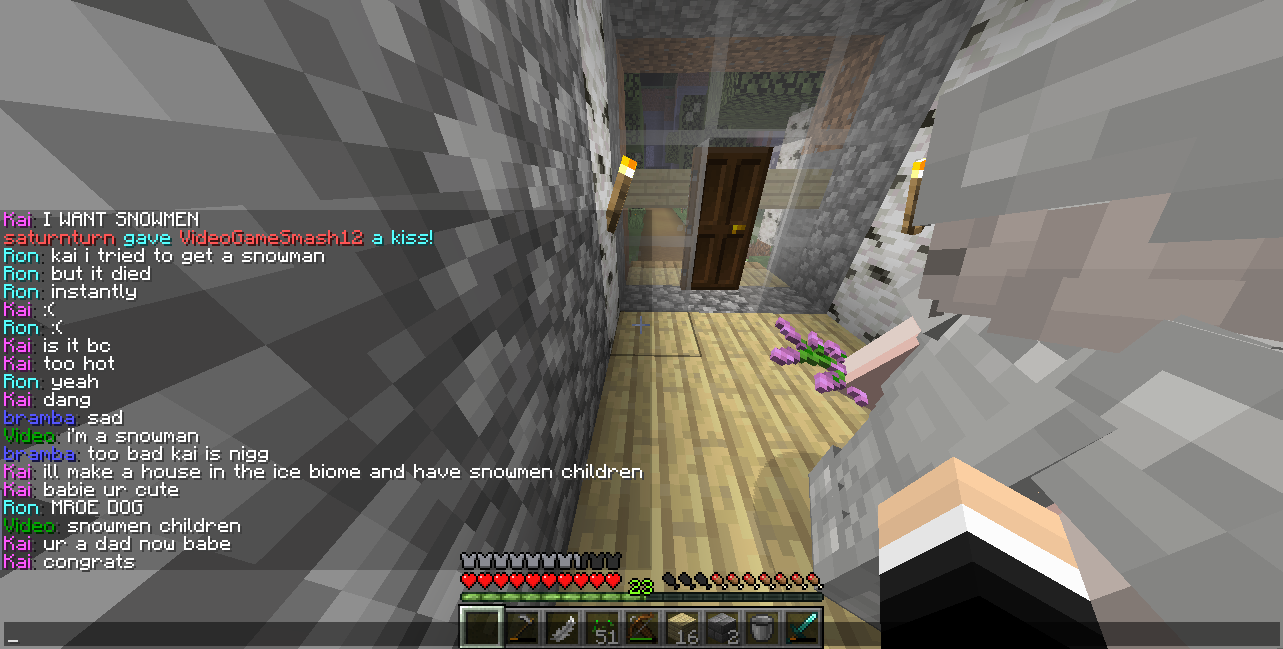 Kai: I WANT SNOWMEN
saturnturn gave VideoGameSmash12 a kiss!
Ron: kai i tried to get a snowman
Ron: but it died
Ron: instantly
Kai: :(
Ron: :(
Kai: is it bc
Kai: too hot
Ron: yeah
Kai: dang
bramba: sad
Video: i'm a snowman
bramba: too bad kai is nigg
Kai: ill make a house in the ice biome and have snowmen children
Kai: babie ur cute
Ron: MROE DOG
Video: snowmen children
Kai: ur a dad now babe
Kai: congrats
28
51
16
2
_